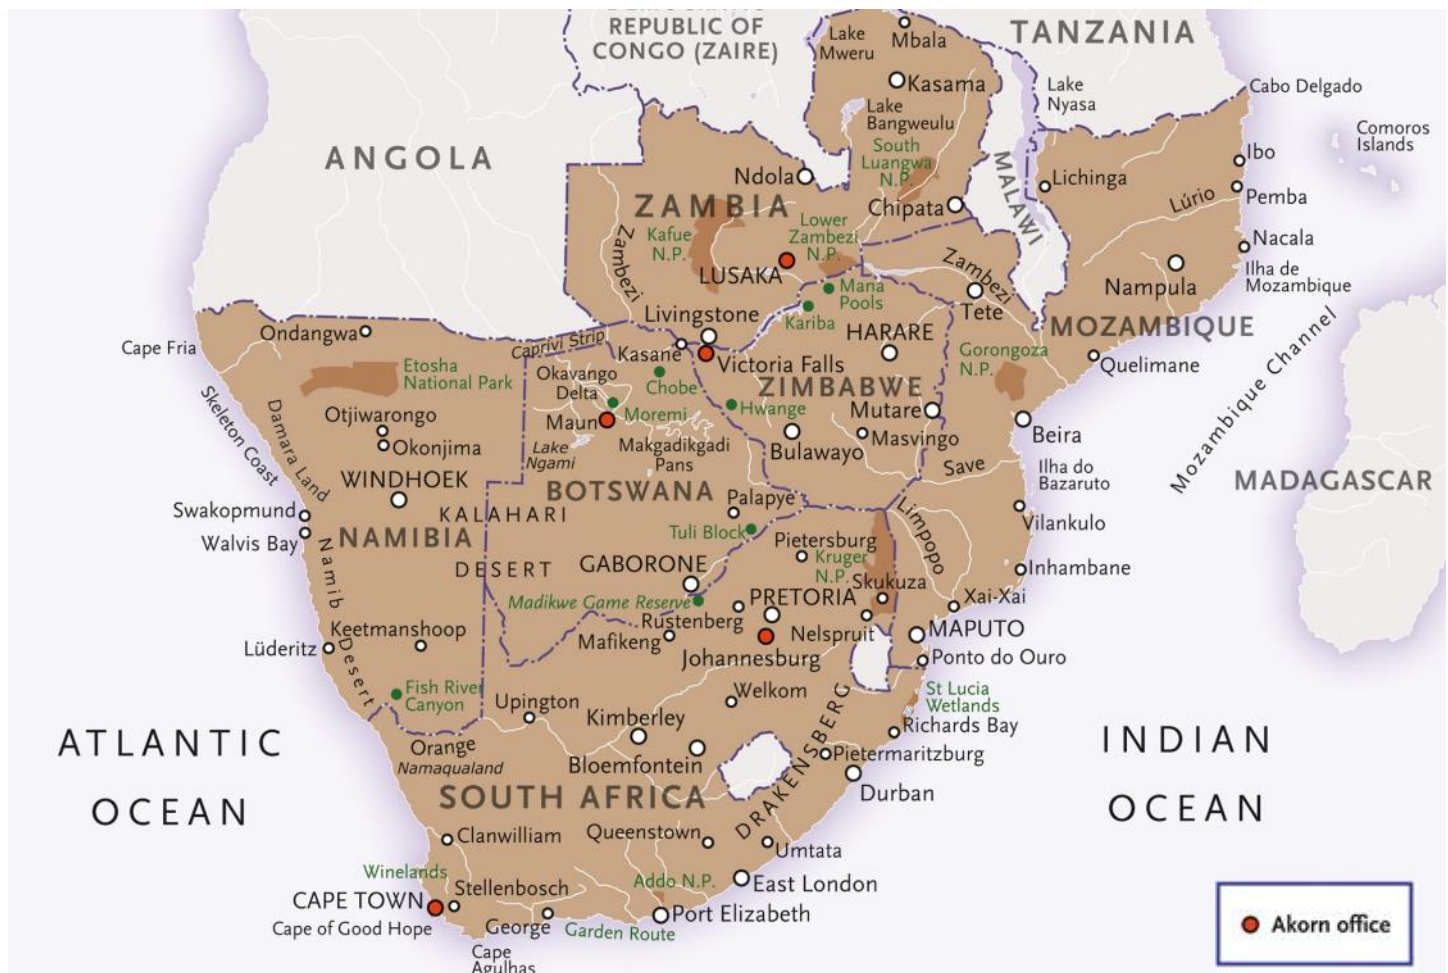 REPUBLIC OF
CONGO (ZAIRE)
Lake
Mweru
Mbala
TANZANIA
Kasama
Lake
Nyasa
Cabo Delgado
Lake
Bangweulu
Comoros
Islands
ANGOLA
South
Luangwa
N.P.
MALAWI
Ibo
Ndola
Lichinga
Pemba
ZAMBIA
Chipata
Lúrio
Kafue
N.P.
Lower
Zambezi
N.P.
Zambezi
Nacala
LUSAKA
Zambezi
Nampula
Ilha de
Mozambique
Mana
Pools
Tete
Livingstone
Kariba
HARARE
MOZAMBIQUE
Ondangwa
Cape Fria
Caprivi Strip
Kasane
Victoria Falls
Gorongoza
N.P.
Quelimane
Mozambique Channel
Etosha
National Park
Okavango
Delta
Chobe
ZIMBABWE
Skeleton Coast
Damara Land
Otjiwarongo
Moremi
Hwange
Mutare
Maun
Okonjima
Lake
Ngami
Makgadikgadi
Pans
Bulawayo
Masvingo
Beira
WINDHOEK
Save
Ilha do
Bazaruto
MADAGASCAR
BOTSWANA
Palapye
Swakopmund
KALAHARI
Limpopo
Vilankulo
Walvis Bay
NAMIBIA
Tuli Block
Pietersburg
Namib Desert
DESERT
GABORONE
Kruger
N.P.
Inhambane
Skukuza
Madikwe Game Reserve
PRETORIA
Xai-Xai
Rustenberg
Keetmanshoop
Mafikeng
Nelspruit
MAPUTO
Lüderitz
Johannesburg
Ponto do Ouro
Fish River
Canyon
Upington
Welkom
St Lucia
Wetlands
Kimberley
Richards Bay
ATLANTIC
OCEAN
Orange
Namaqualand
Bloemfontein
DRAKENSBERG
Pietermaritzburg
INDIAN
OCEAN
SOUTH AFRICA
Durban
Clanwilliam
Queenstown
Umtata
Winelands
Stellenbosch
Addo N.P.
East London
CAPE TOWN
Cape of Good Hope
George
Garden Route
Port Elizabeth
Cape
Agulhas
Akorn office